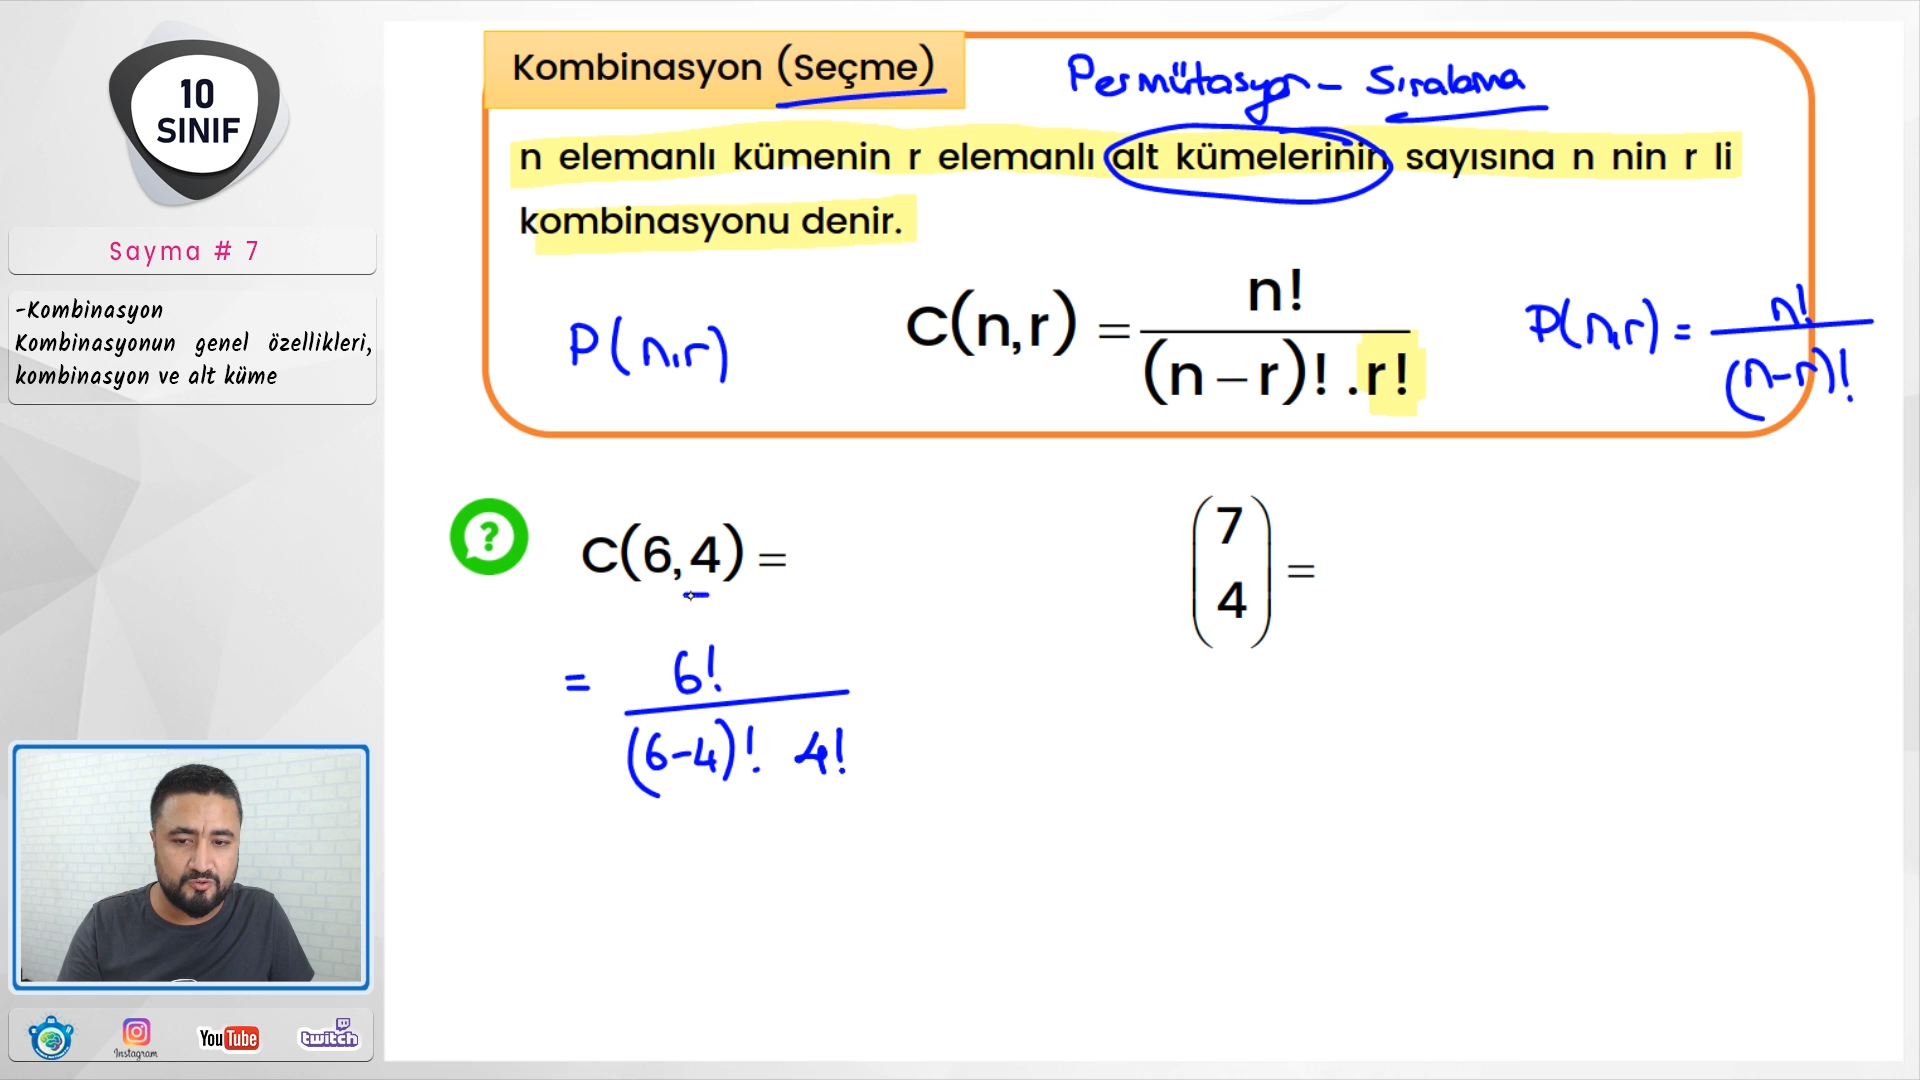 10
SINIF
Sayma # 7
-Kombinasyon
Kombinasyonun genel özellikleri,
kombinasyon ve alt küme
Instagram
YouTube
twitch
Kombinasyon (Seçme)
Permütasyon - Sıralama
n elemanlı kümenin r elemanlı alt kümelerinin sayısına n nin r li
kombinasyonu denir.
P(n,r)
C(n,r) = n! / (n-r)! . r!
P(n,r) = n! / (n-r)!
?
C(6,4) =
= 6! / (6-4)! 4!
(7
4) =